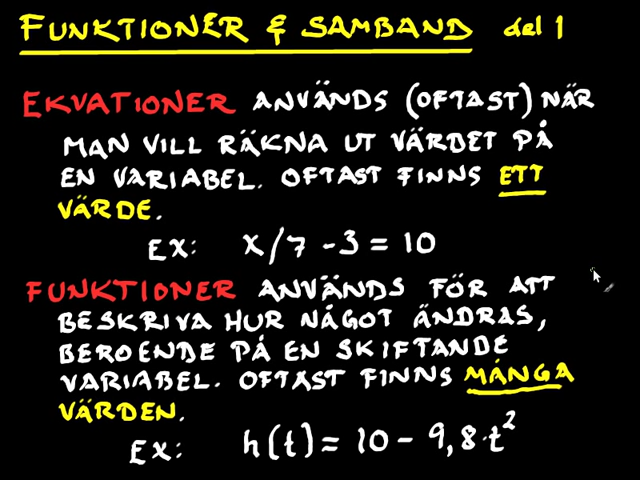 FUNKTIONER & SAMBAND del 1
EKVATIONER ANVÄNDS (OFTAST) NÄR
MAN VILL RÄKNA UT VÄRDET PÅ
EN VARIABEL. OFTAST FINNS ETT
VÄRDE.
EX: x/7 - 3 = 10
FUNKTIONER ANVÄNDS FÖR ATT
BESKRIVA HUR NÅGOT ÄNDRAS,
BEROENDE PÅ EN SKIFTANDE
VARIABEL. OFTAST FINNS MÅNGA
VÄRDEN.
EX: h(t) = 10 - 9,8·t²